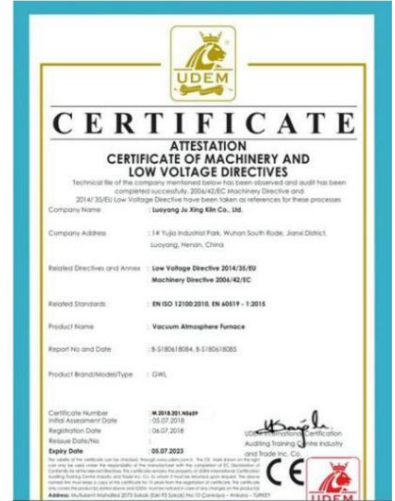 UDEM
CERTIFICATE
ATTESTATION
CERTIFICATE OF MACHINERY AND
LOW VOLTAGE DIRECTIVES
Technical file of the company mentioned below has been observed and audit has been
completed successfully. 2006/42/EC Machinery Directive and
2014/ 35/EU Low Voltage Directive have been taken as references for these processes
Company Name : Luoyang Ju Xing Kiln Co., Ltd.
Company Address : 1# Yujia Industrial Park, Wuhan South Rode, Jianxi District,
Luoyang, Henan, China
Related Directives and Annex : Low Voltage Directive 2014/35/EU
Machinery Directive 2006/42/EC
Related Standards : EN ISO 12100:2010, EN 60519 - 1:2015
Product Name : Vacuum Atmosphere Furnace
Report No and Date : B-S180618084, B-S180618085
Product Brand/Model/Type : GWL
Certificate Number : M.2018.201.N8659
Initial Assessment Date : 05.07.2018
Registration Date : 06.07.2018
Reissue Date/No :
Expiry Date : 05.07.2023
UDEM International Certification
Auditing Training Centre Industry
and Trade Inc. Co.
CE
UDEM